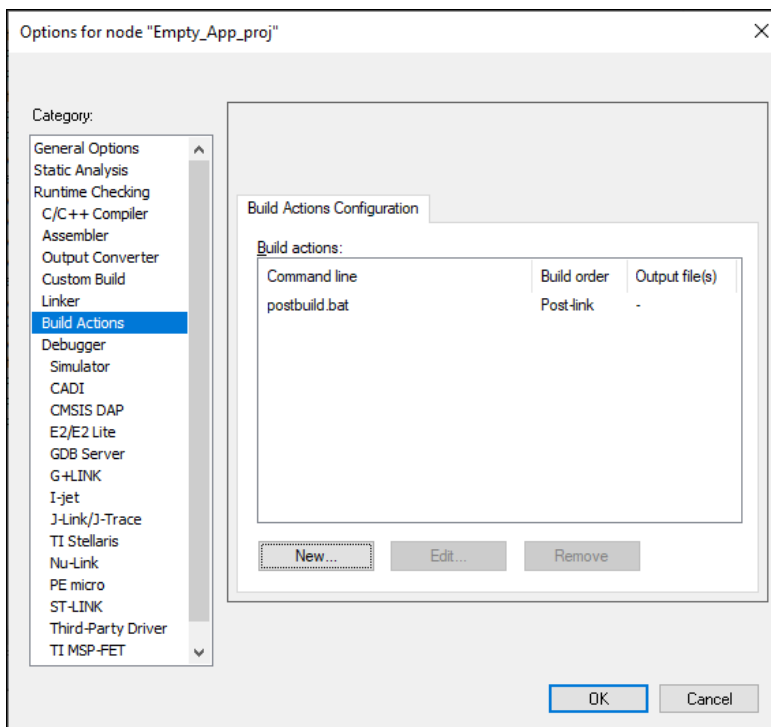 Options for node "Empty_App_proj"
Category:
General Options
Static Analysis
Runtime Checking
C/C++ Compiler
Assembler
Output Converter
Custom Build
Linker
Build Actions
Debugger
Simulator
CADI
CMSIS DAP
E2/E2 Lite
GDB Server
G+LINK
I-jet
J-Link/J-Trace
TI Stellaris
Nu-Link
PE micro
ST-LINK
Third-Party Driver
TI MSP-FET
Build Actions Configuration
Build actions:
Command line Build order Output file(s)
postbuild.bat Post-link -
New... Edit... Remove
OK Cancel